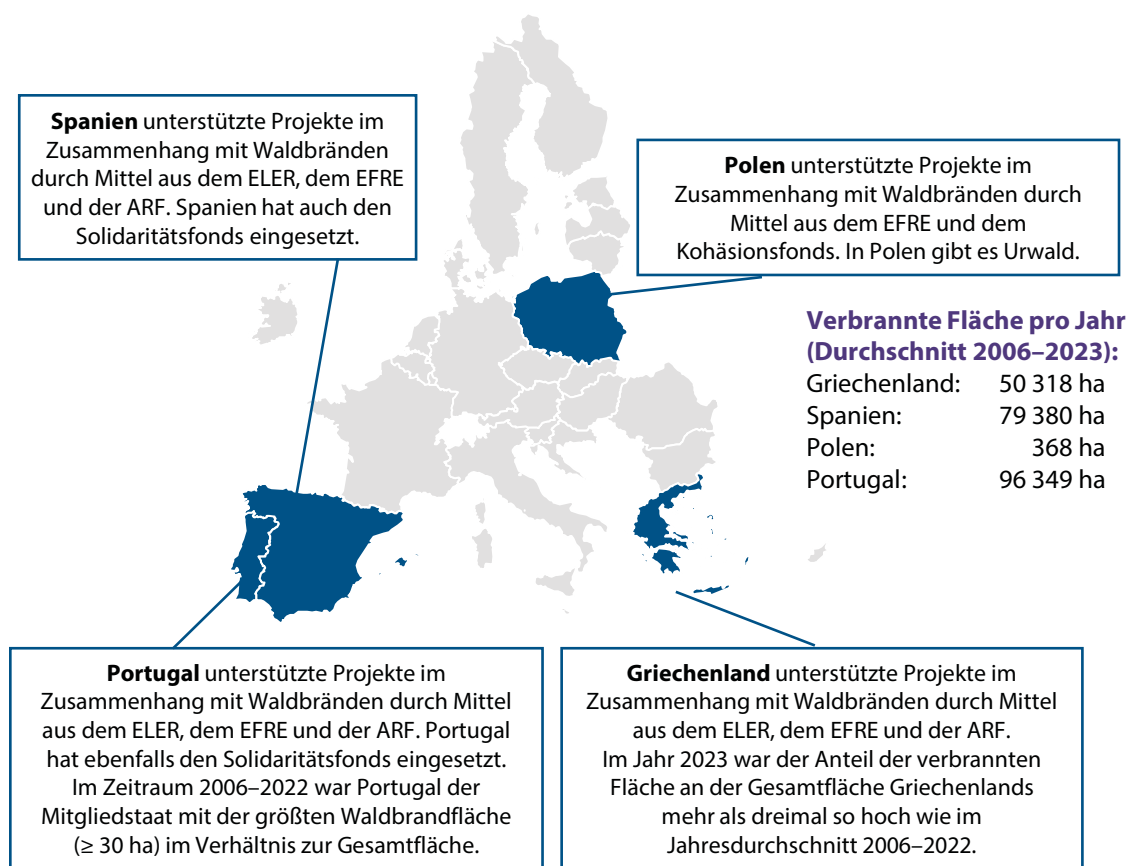 Spanien unterstützte Projekte im
Zusammenhang mit Waldbränden
durch Mittel aus dem ELER, dem EFRE
und der ARF. Spanien hat auch den
Solidaritätsfonds eingesetzt.
Polen unterstützte Projekte im
Zusammenhang mit Waldbränden durch
Mittel aus dem EFRE und dem
Kohäsionsfonds. In Polen gibt es Urwald.
Verbrannte Fläche pro Jahr
(Durchschnitt 2006–2023):
Griechenland: 50 318 ha
Spanien: 79 380 ha
Polen: 368 ha
Portugal: 96 349 ha
Portugal unterstützte Projekte im
Zusammenhang mit Waldbränden durch Mittel
aus dem ELER, dem EFRE und der ARF. Portugal
hat ebenfalls den Solidaritätsfonds eingesetzt.
Im Zeitraum 2006–2022 war Portugal der
Mitgliedstaat mit der größten Waldbrandfläche
(≥ 30 ha) im Verhältnis zur Gesamtfläche.
Griechenland unterstützte Projekte im
Zusammenhang mit Waldbränden durch Mittel
aus dem ELER, dem EFRE und der ARF.
Im Jahr 2023 war der Anteil der verbrannten
Fläche an der Gesamtfläche Griechenlands
mehr als dreimal so hoch wie im
Jahresdurchschnitt 2006–2022.